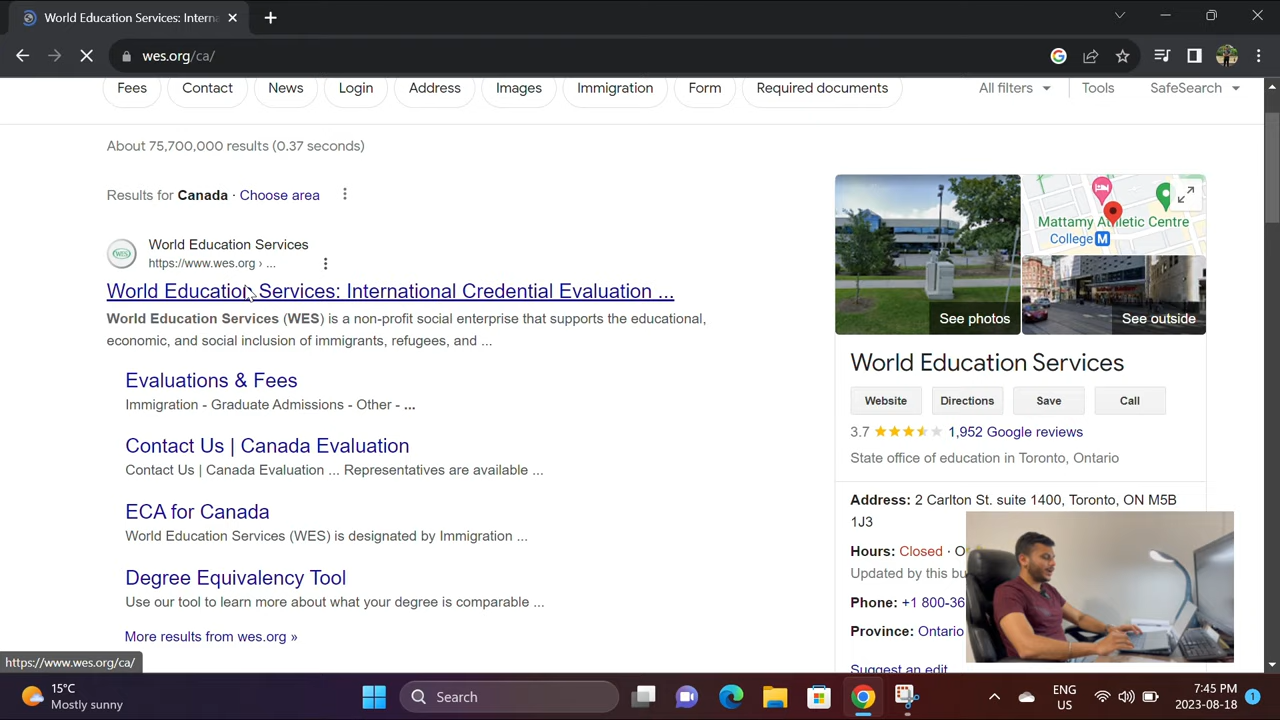 World Education Services: Interna
wes.org/ca/
Fees
Contact
News
Login
Address
Images
Immigration
Form
Required documents
All filters
Tools
SafeSearch
About 75,700,000 results (0.37 seconds)
Results for Canada · Choose area
WES
World Education Services
https://www.wes.org › ...
World Education Services: International Credential Evaluation ...
World Education Services (WES) is a non-profit social enterprise that supports the educational,
economic, and social inclusion of immigrants, refugees, and ...
Evaluations & Fees
Immigration - Graduate Admissions - Other - ...
Contact Us | Canada Evaluation
Contact Us | Canada Evaluation ... Representatives are available ...
ECA for Canada
World Education Services (WES) is designated by Immigration ...
Degree Equivalency Tool
Use our tool to learn more about what your degree is comparable ...
More results from wes.org »
Mattamy Athletic Centre
College M
See photos
See outside
World Education Services
Website
Directions
Save
Call
3.7
1,952 Google reviews
State office of education in Toronto, Ontario
Address: 2 Carlton St. suite 1400, Toronto, ON M5B
1J3
Hours: Closed · O
Updated by this bu
Phone: +1 800-36
Province: Ontario
Suggest an edit
https://www.wes.org/ca/
15°C
Mostly sunny
Search
ENG
US
7:45 PM
2023-08-18
1